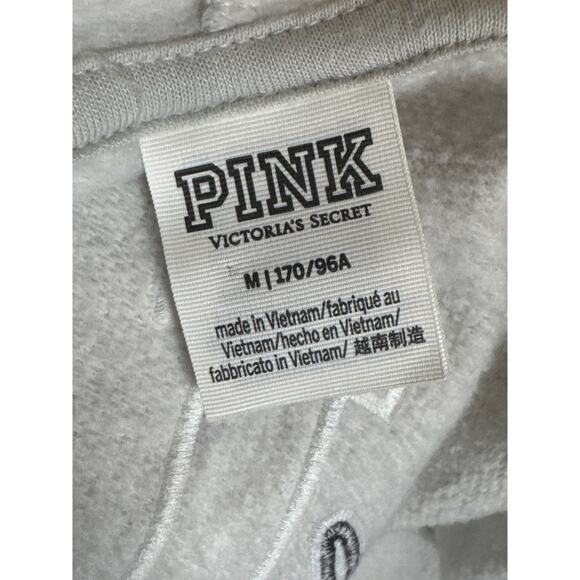 PINK
VICTORIA'S SECRET
M | 170/96A
made in Vietnam/fabriqué au
Vietnam/hecho en Vietnam/
fabbricato in Vietnam/ 越南制造